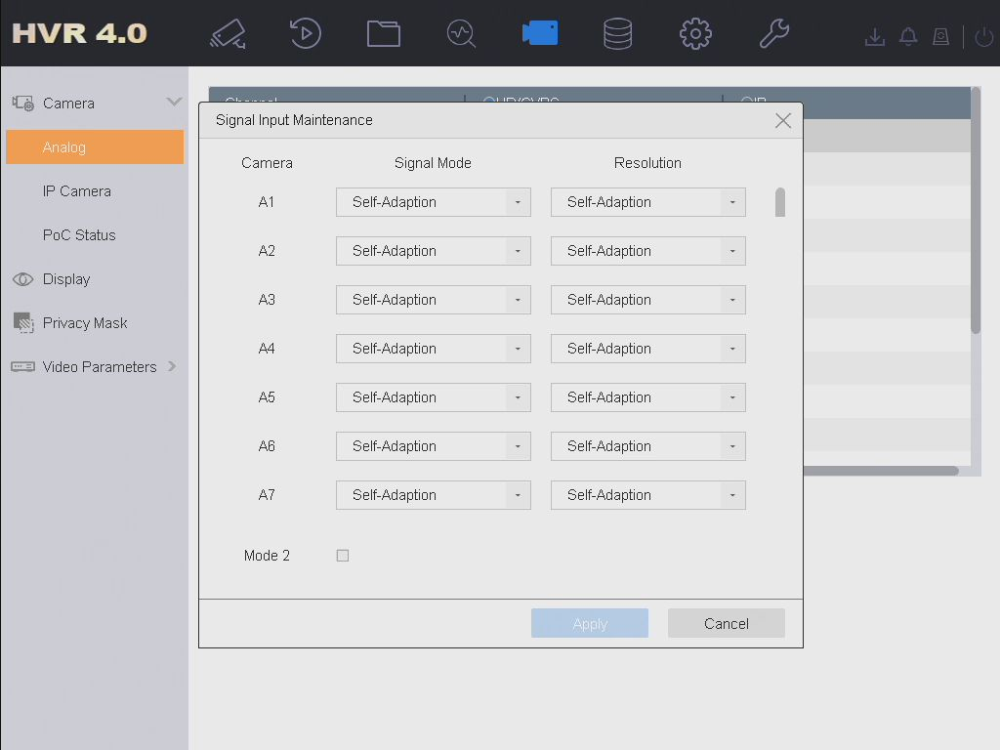 HVR 4.0
Camera
Analog
IP Camera
PoC Status
Display
Privacy Mask
Video Parameters
Signal Input Maintenance
Camera Signal Mode Resolution
A1 Self-Adaption Self-Adaption
A2 Self-Adaption Self-Adaption
A3 Self-Adaption Self-Adaption
A4 Self-Adaption Self-Adaption
A5 Self-Adaption Self-Adaption
A6 Self-Adaption Self-Adaption
A7 Self-Adaption Self-Adaption
Mode 2
Apply Cancel